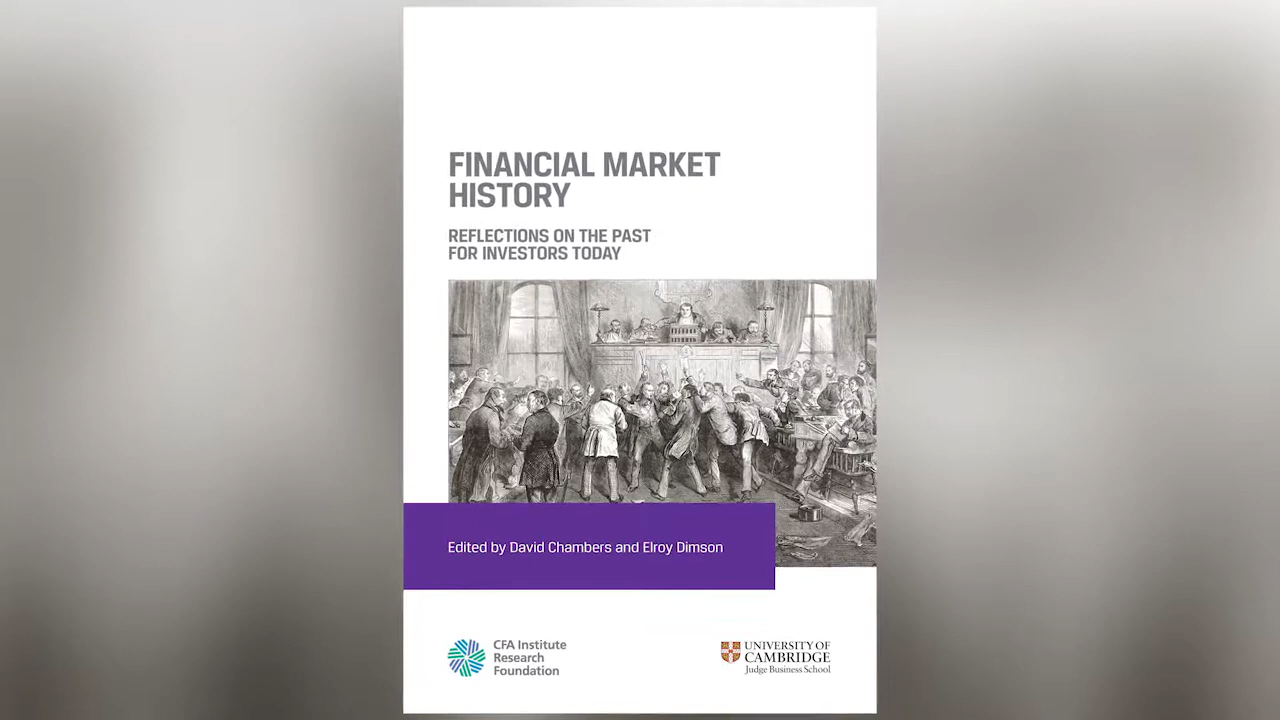 FINANCIAL MARKET
HISTORY
REFLECTIONS ON THE PAST
FOR INVESTORS TODAY
Edited by David Chambers and Elroy Dimson
CFA Institute
Research
Foundation
UNIVERSITY OF
CAMBRIDGE
Judge Business School